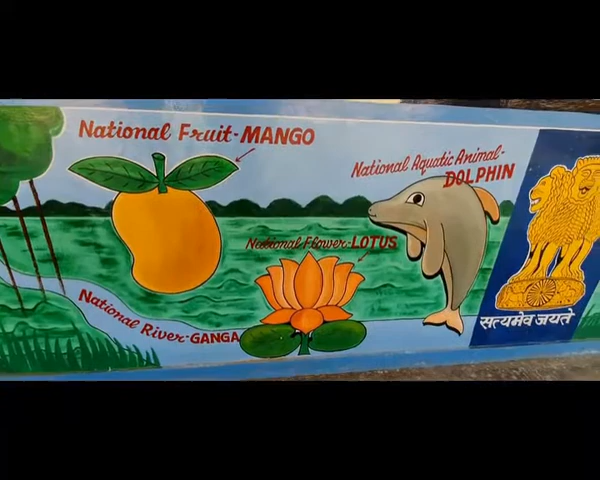 National Fruit-MANGO
National Aquatic Animal-
DOLPHIN
National Flower-LOTUS
National River-GANGA
सत्यमेव जयते